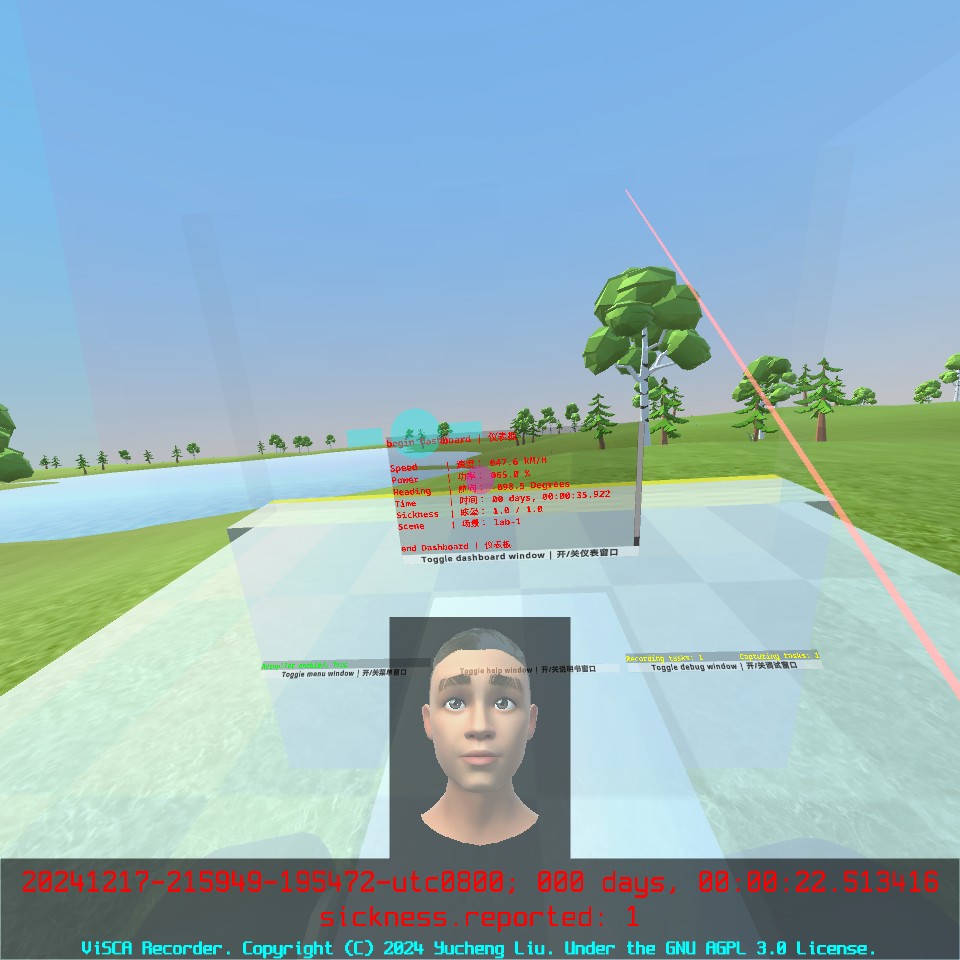 begin dashboard | 仪表板
Speed | 速度: 047.6 kM/H
Power | 功率: 065.0 %
Heading | 朝向: -098.5 Degrees
Time | 时间: 00 days, 00:00:35.922
Sickness | 眩晕: 1.0 / 1.0
Scene | 场景: lab-1
end Dashboard | 仪表板
Toggle dashboard window | 开/关仪表窗口
Recording tasks: 1 Capturing tasks: 1
Toggle menu window | 开/关菜单窗口
Toggle help window | 开/关说明书窗口
Toggle debug window | 开/关调试窗口
20241217-215949-195472-utc0800; 000 days, 00:00:22.513416
sickness.reported: 1
ViSCA Recorder. Copyright (C) 2024 Yucheng Liu. Under the GNU AGPL 3.0 License.